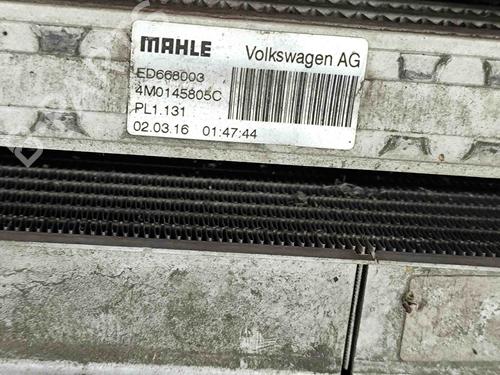 MAHLE Volkswagen AG
ED668003
4M0145805C
PL1.131
02.03.16 01:47:44